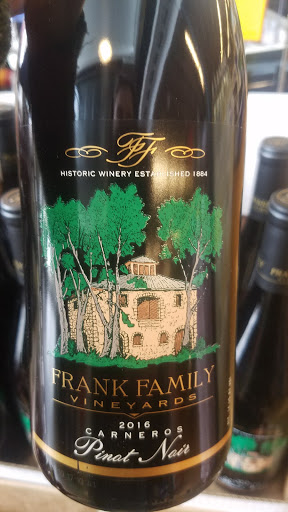 FF
HISTORIC WINERY ESTABLISHED 1884
FRANK FAMILY
VINEYARDS
2016
CARNEROS
Pinot Noir